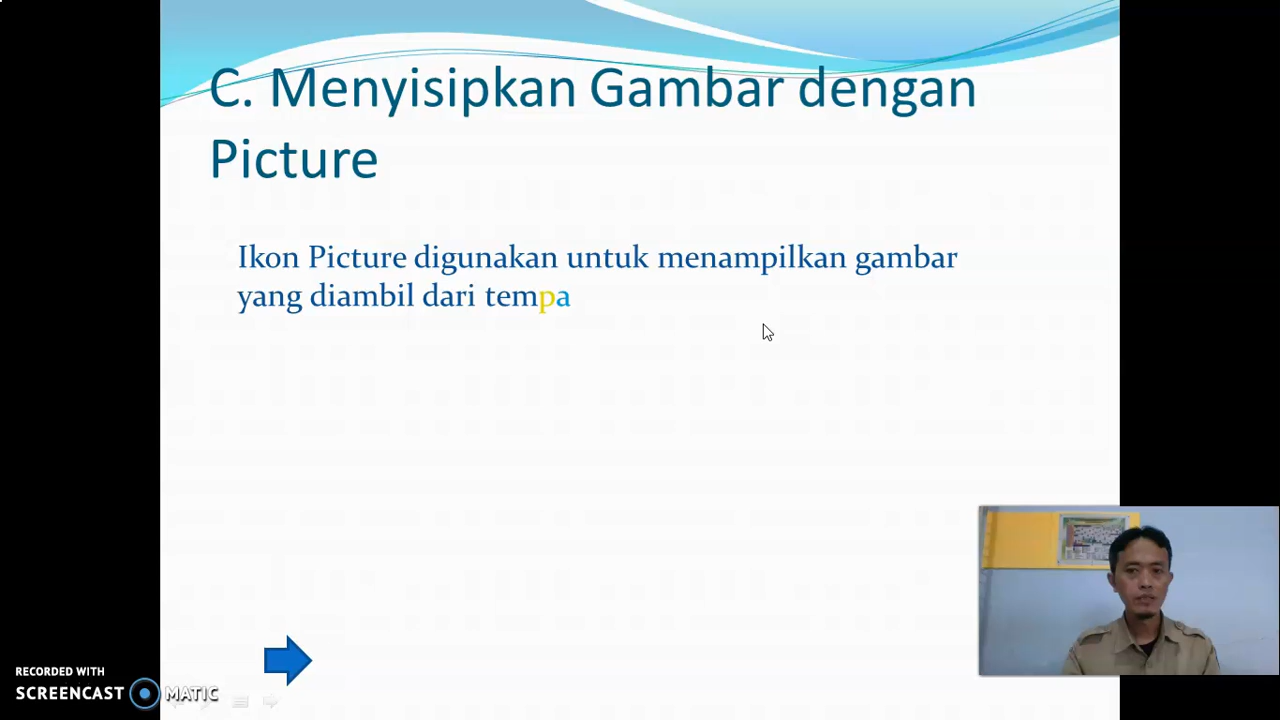 C. Menyisipkan Gambar dengan
Picture
Ikon Picture digunakan untuk menampilkan gambar
yang diambil dari tempa
RECORDED WITH
SCREENCAST MATIC